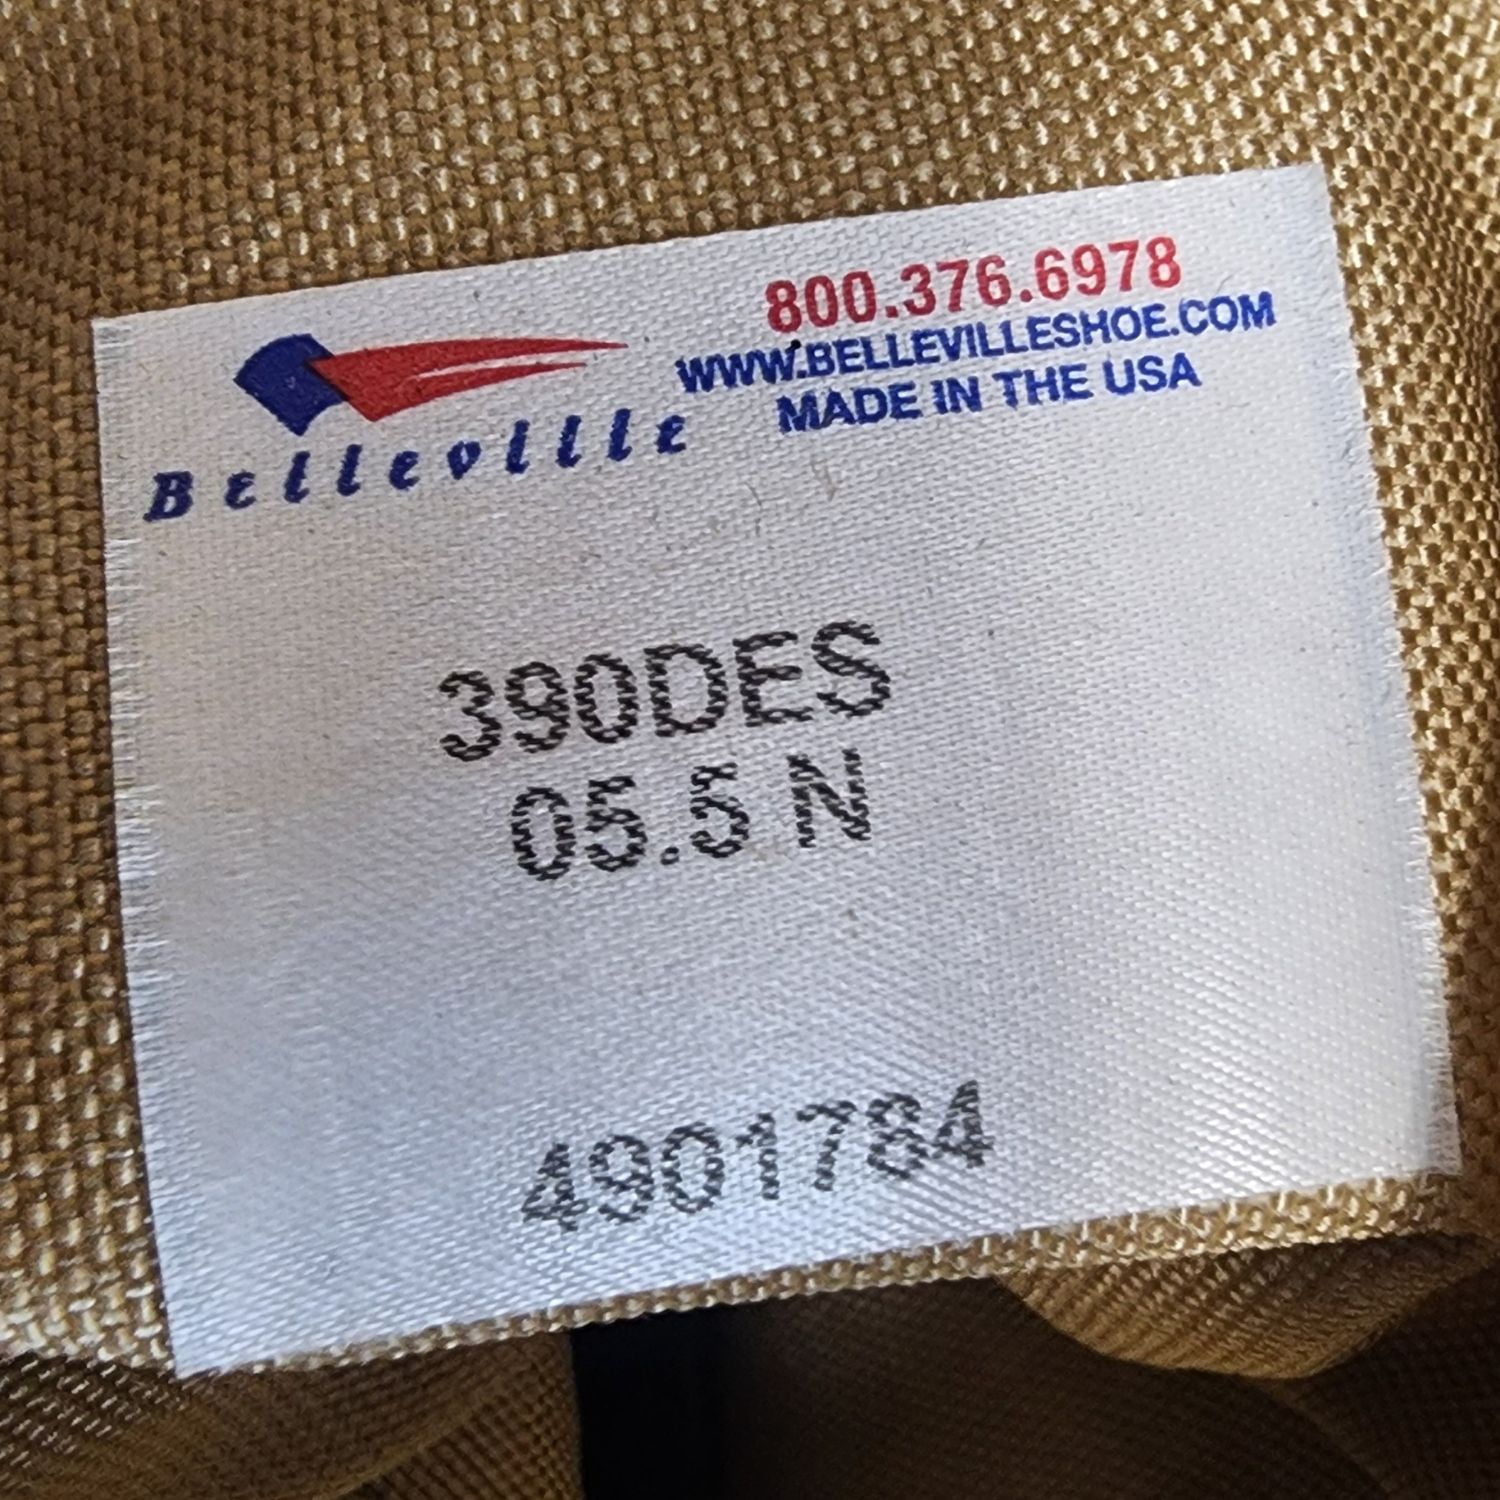 Belleville
800.376.6978
WWW.BELLEVILLESHOE.COM
MADE IN THE USA
390DES
05.5 N
4901784